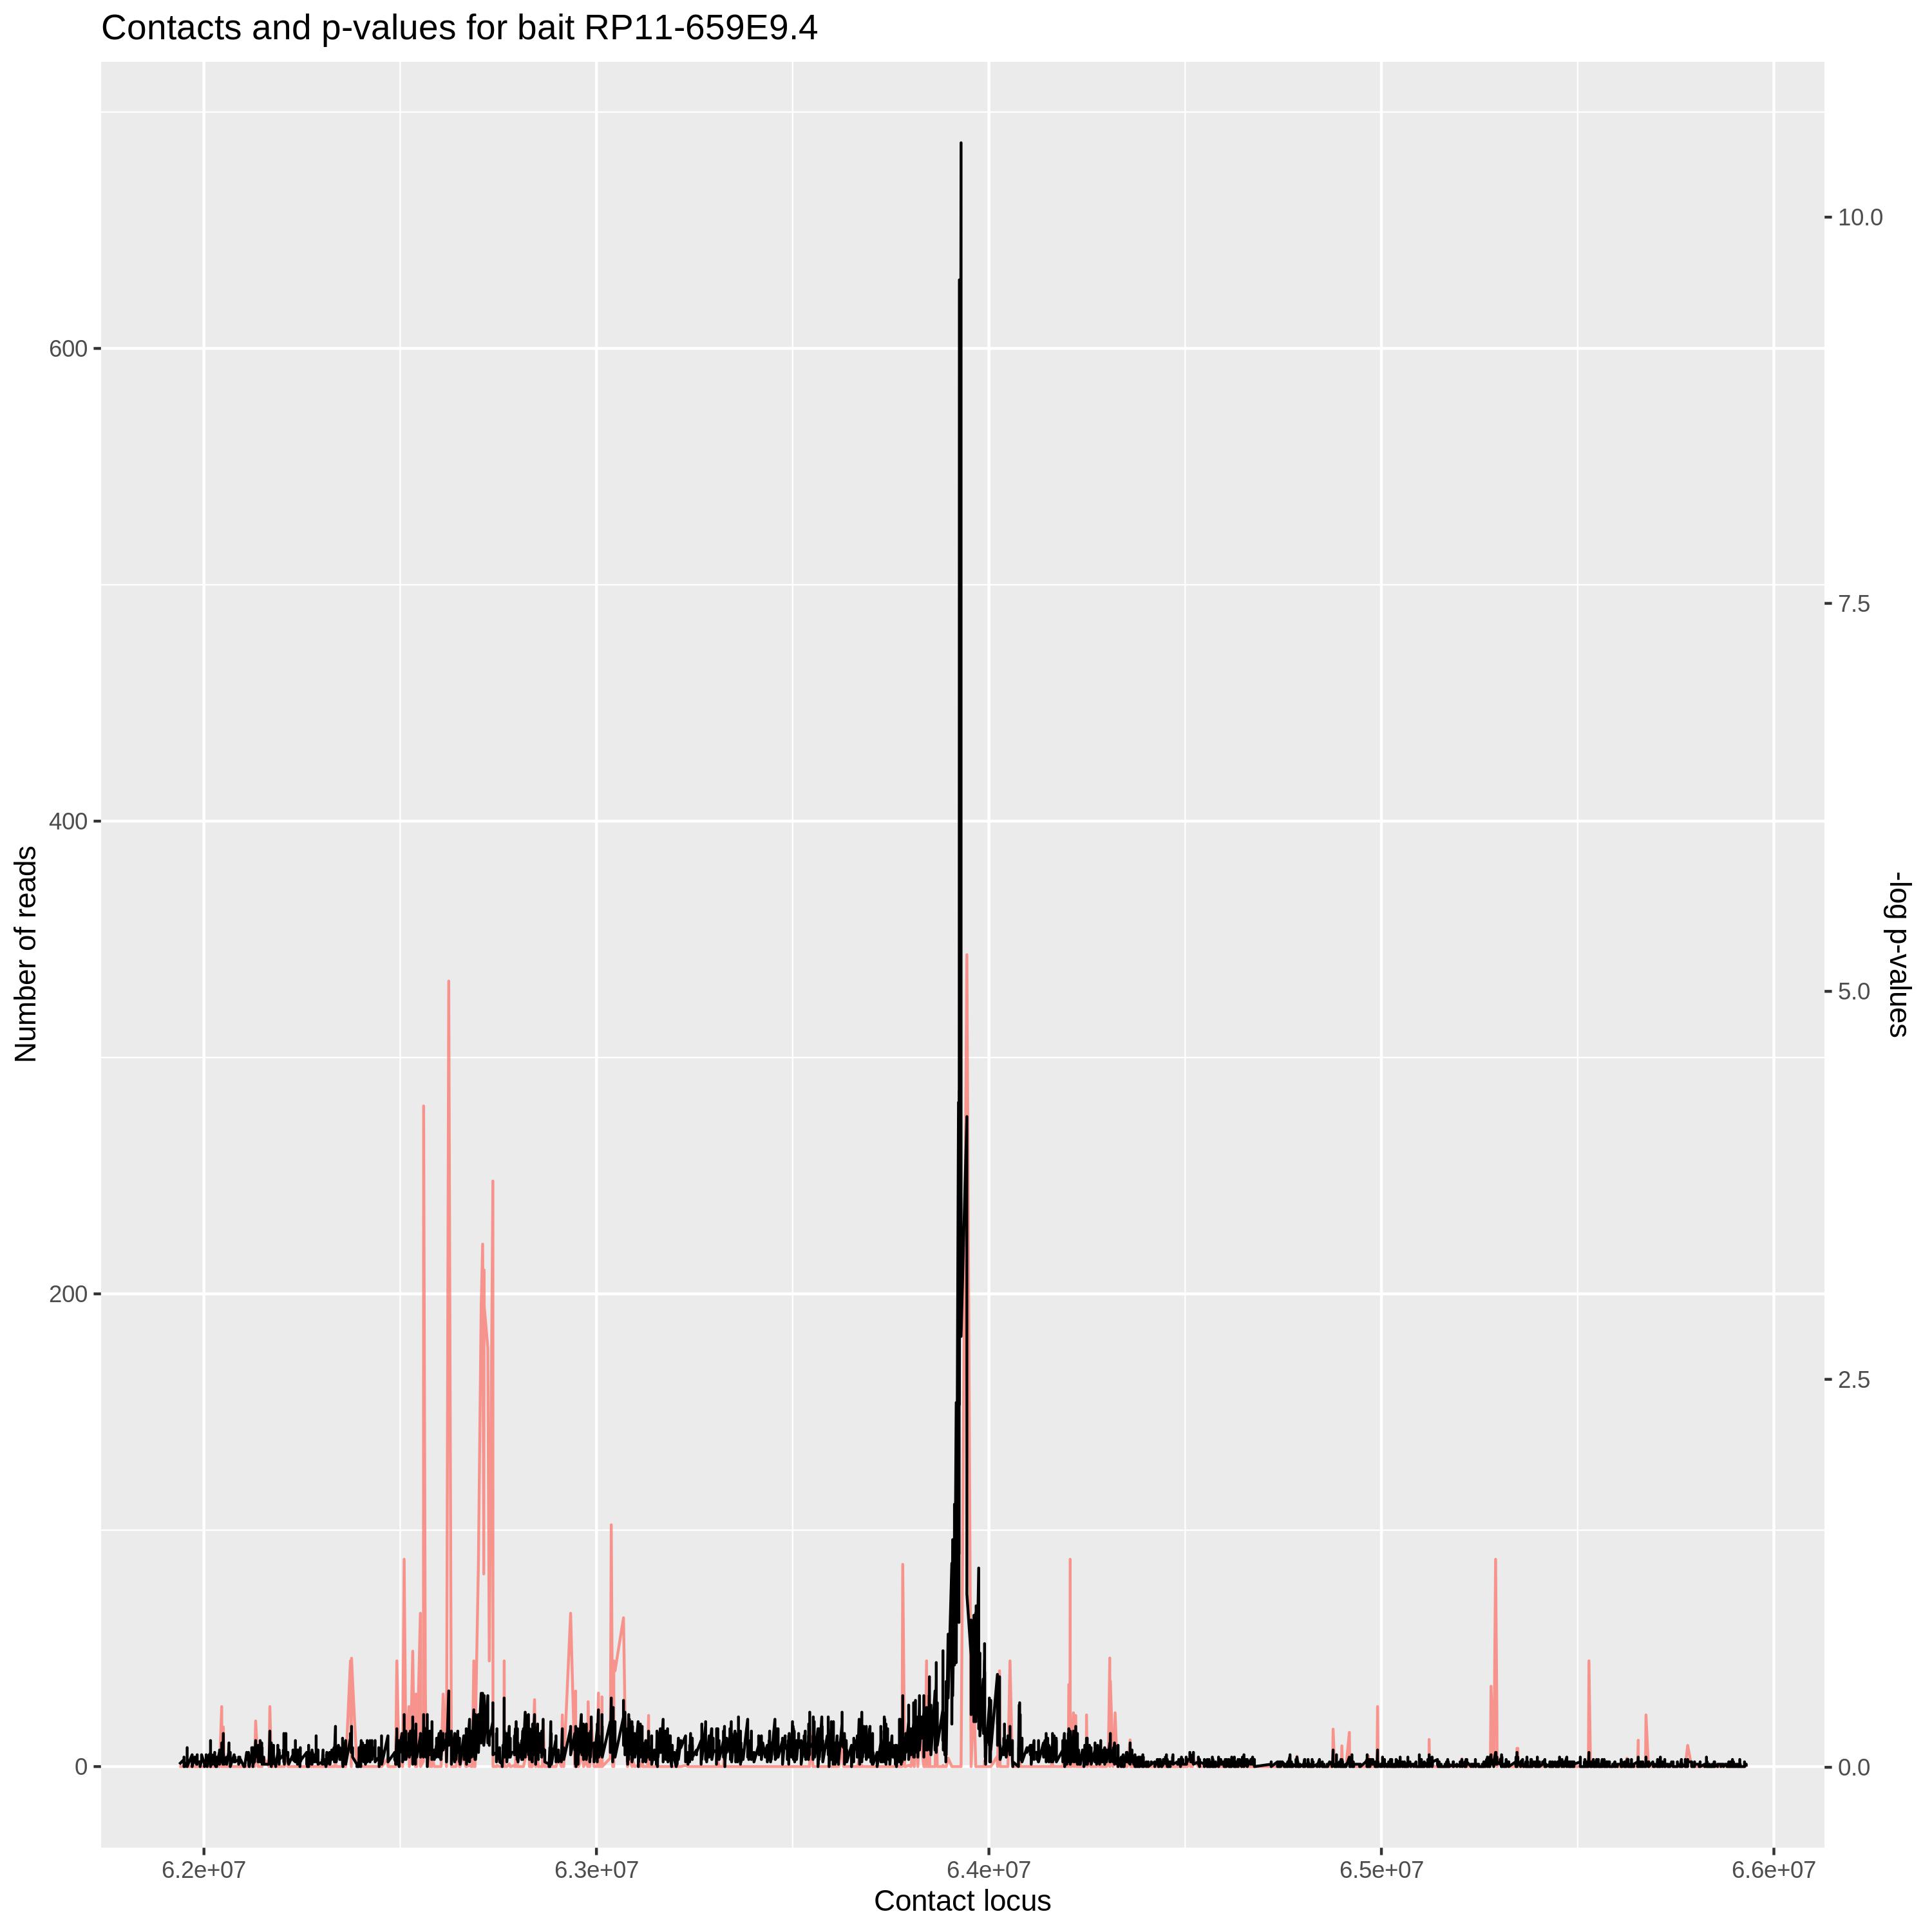 Contacts and p-values for bait RP11-659E9.4
Number of reads
600
400
200
0
10.0
7.5
5.0
2.5
0.0
-log p-values
6.2e+07 6.3e+07 6.4e+07 6.5e+07 6.6e+07
Contact locus